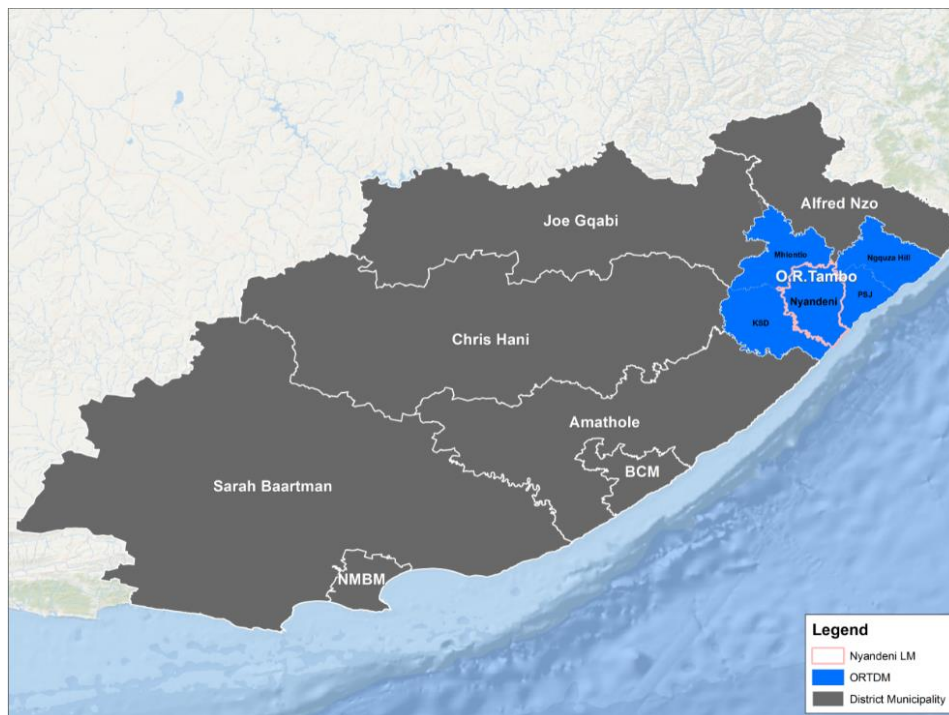 Alfred Nzo
Joe Gqabi
Mhlontlo
Ngquza Hill
O.R.Tambo
Nyandeni
PSJ
KSD
Chris Hani
Amathole
BCM
Sarah Baartman
NMBM
Legend
Nyandeni LM
ORTDM
District Municipality